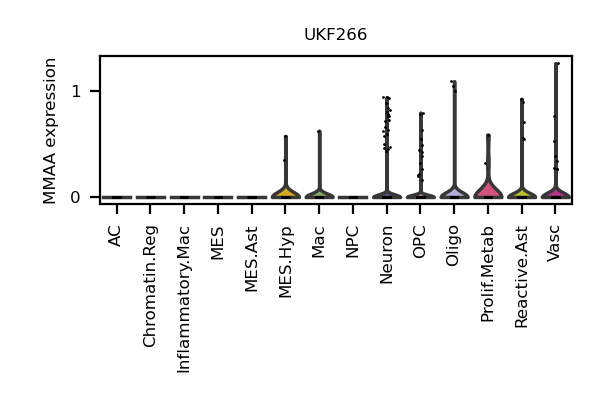 UKF266
MMAA expression
1
0
AC
Chromatin.Reg
Inflammatory.Mac
MES
MES.Ast
MES.Hyp
Mac
NPC
Neuron
OPC
Oligo
Prolif.Metab
Reactive.Ast
Vasc